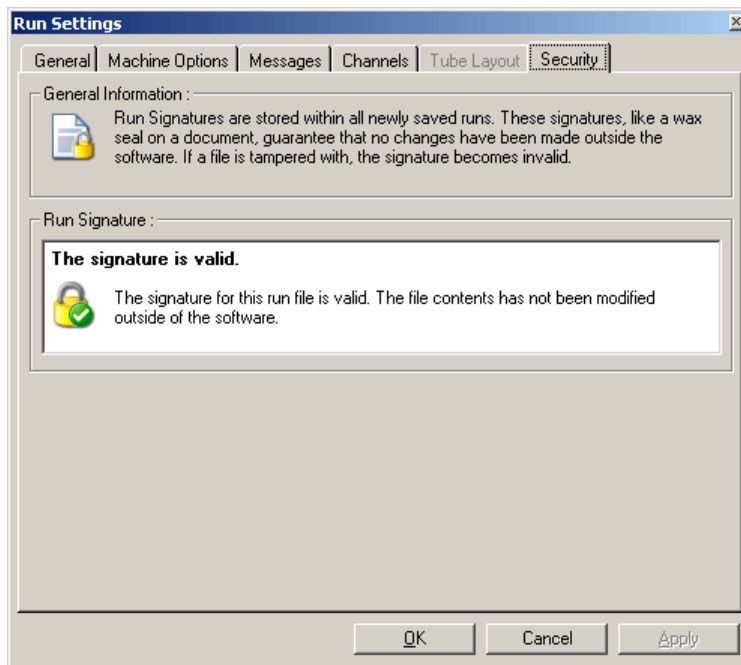 Run Settings
General Machine Options Messages Channels Tube Layout Security
General Information :
Run Signatures are stored within all newly saved runs. These signatures, like a wax
seal on a document, guarantee that no changes have been made outside the
software. If a file is tampered with, the signature becomes invalid.
Run Signature :
The signature is valid.
The signature for this run file is valid. The file contents has not been modified
outside of the software.
OK Cancel Apply